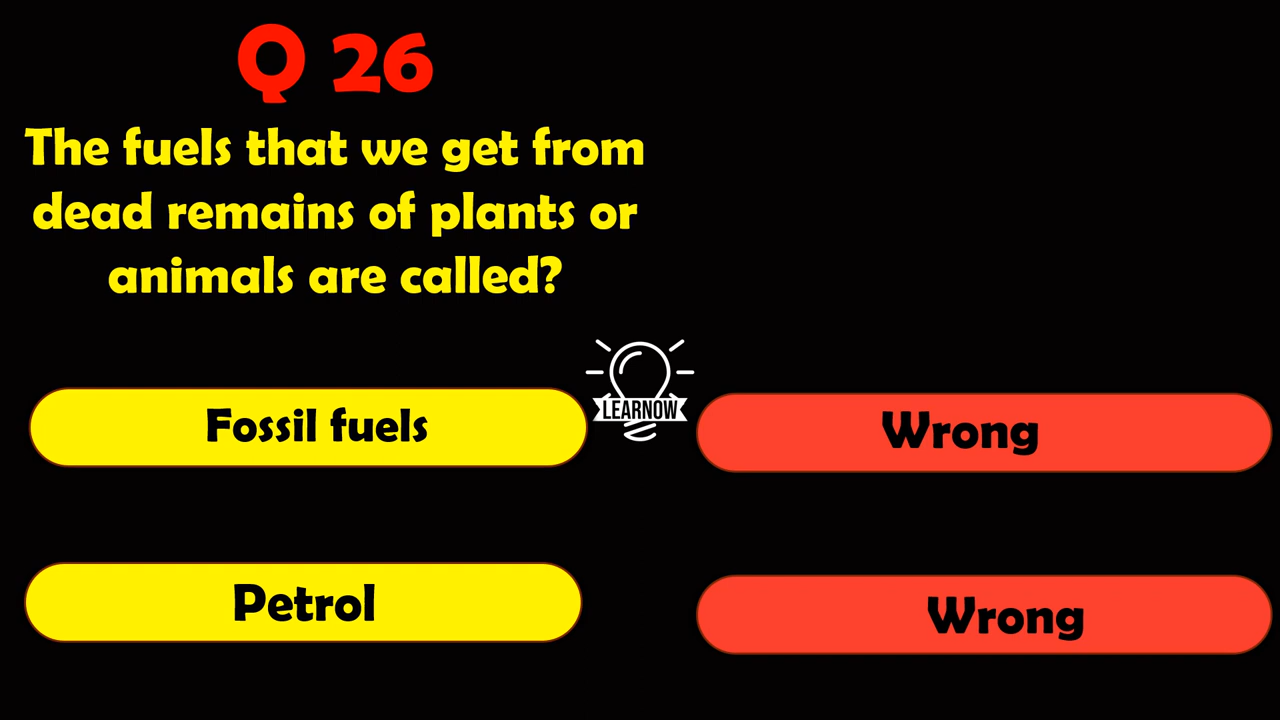 Q 26
The fuels that we get from
dead remains of plants or
animals are called?
LEARNOW
Fossil fuels
Wrong
Petrol
Wrong